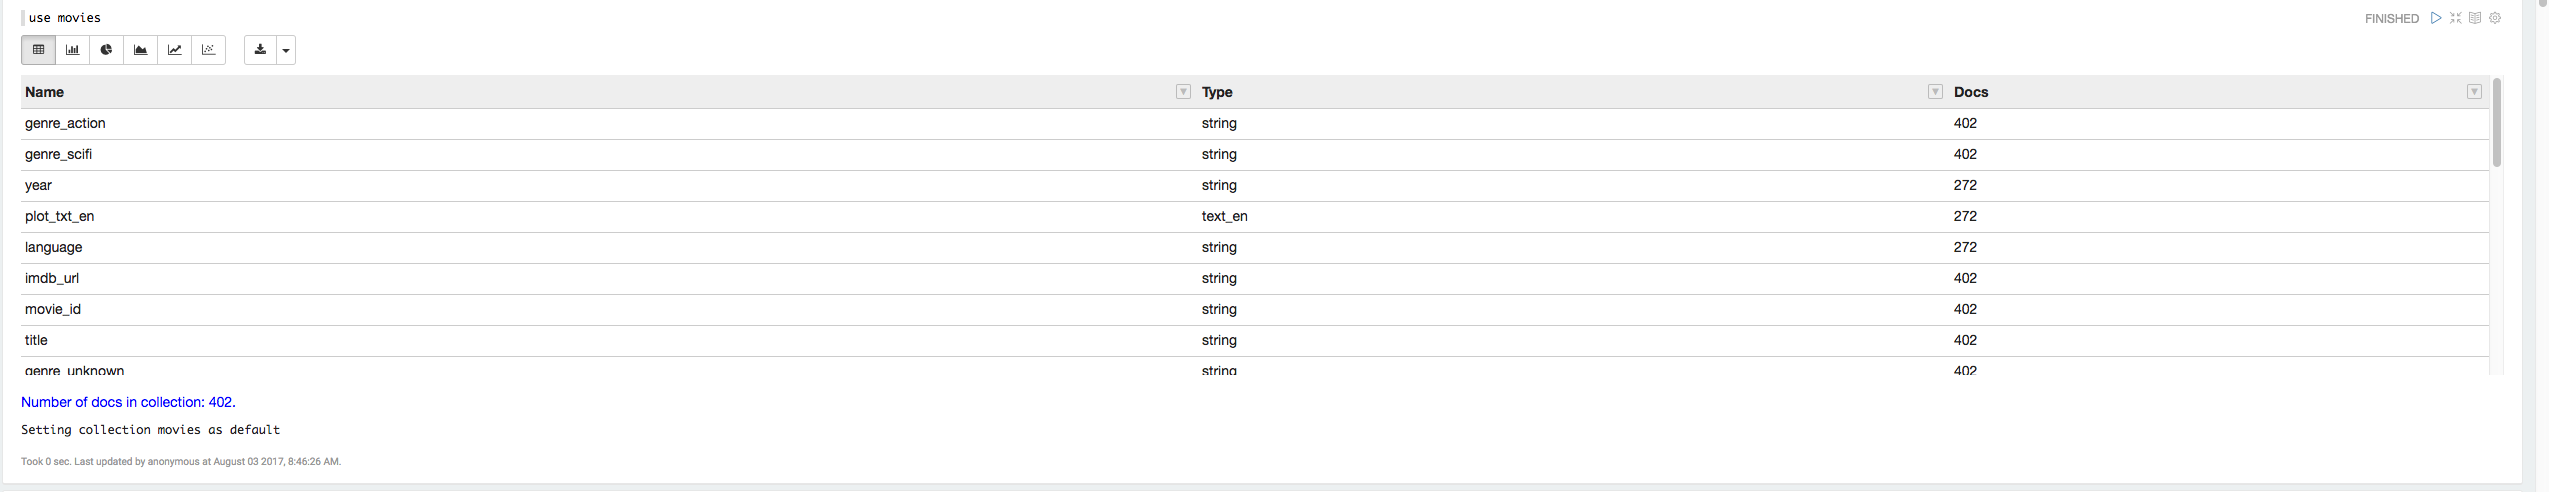 use movies
FINISHED
Name Type Docs
genre_action string 402
genre_scifi string 402
year string 272
plot_txt_en text_en 272
language string 272
imdb_url string 402
movie_id string 402
title string 402
genre_unknown string 402
Number of docs in collection: 402.
Setting collection movies as default
Took 0 sec. Last updated by anonymous at August 03 2017, 8:46:26 AM.